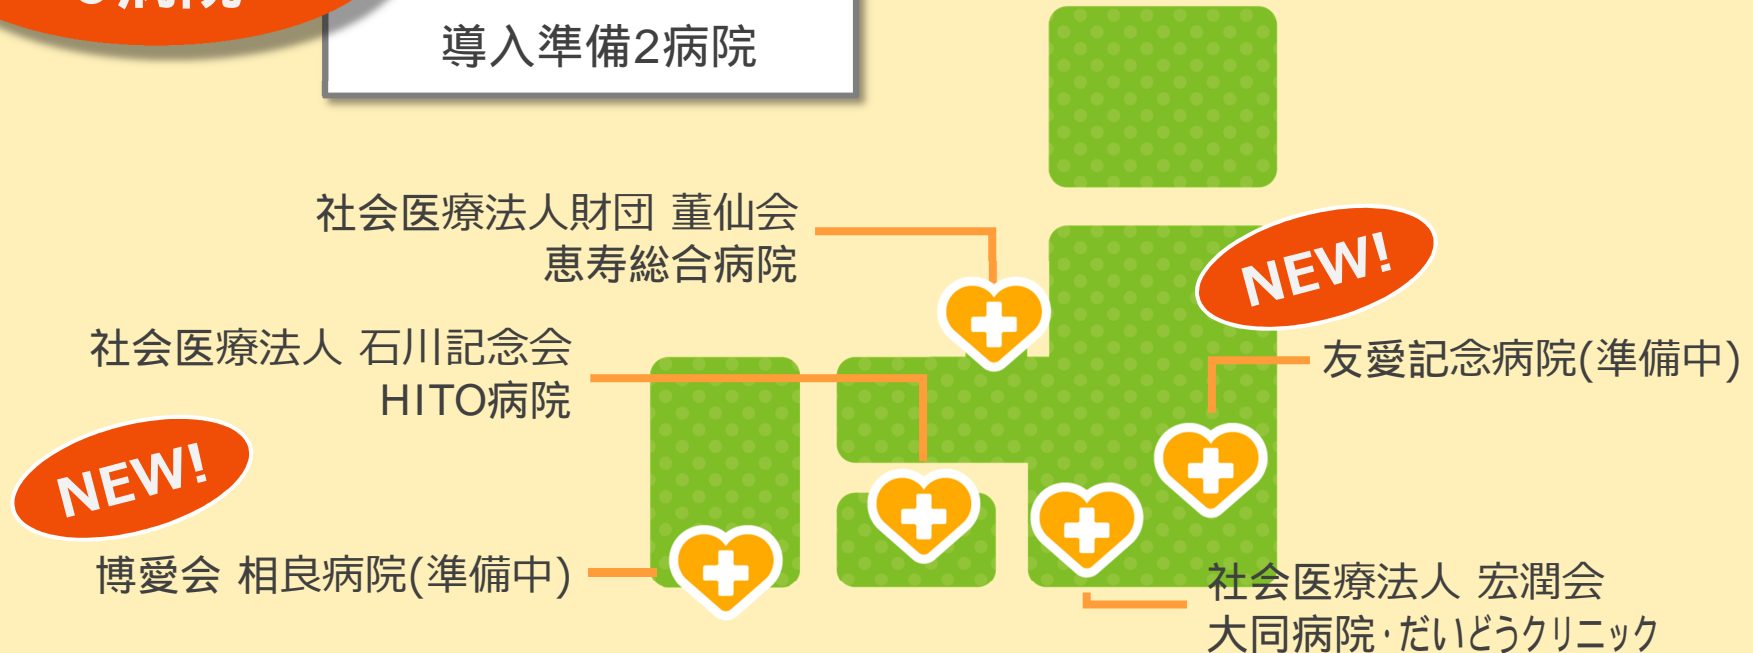 病院
導入準備2病院
社会医療法人財団 董仙会
恵寿総合病院
NEW!
社会医療法人 石川記念会
HITO病院
友愛記念病院(準備中)
NEW!
博愛会 相良病院(準備中)
社会医療法人 宏潤会
大同病院・だいどうクリニック